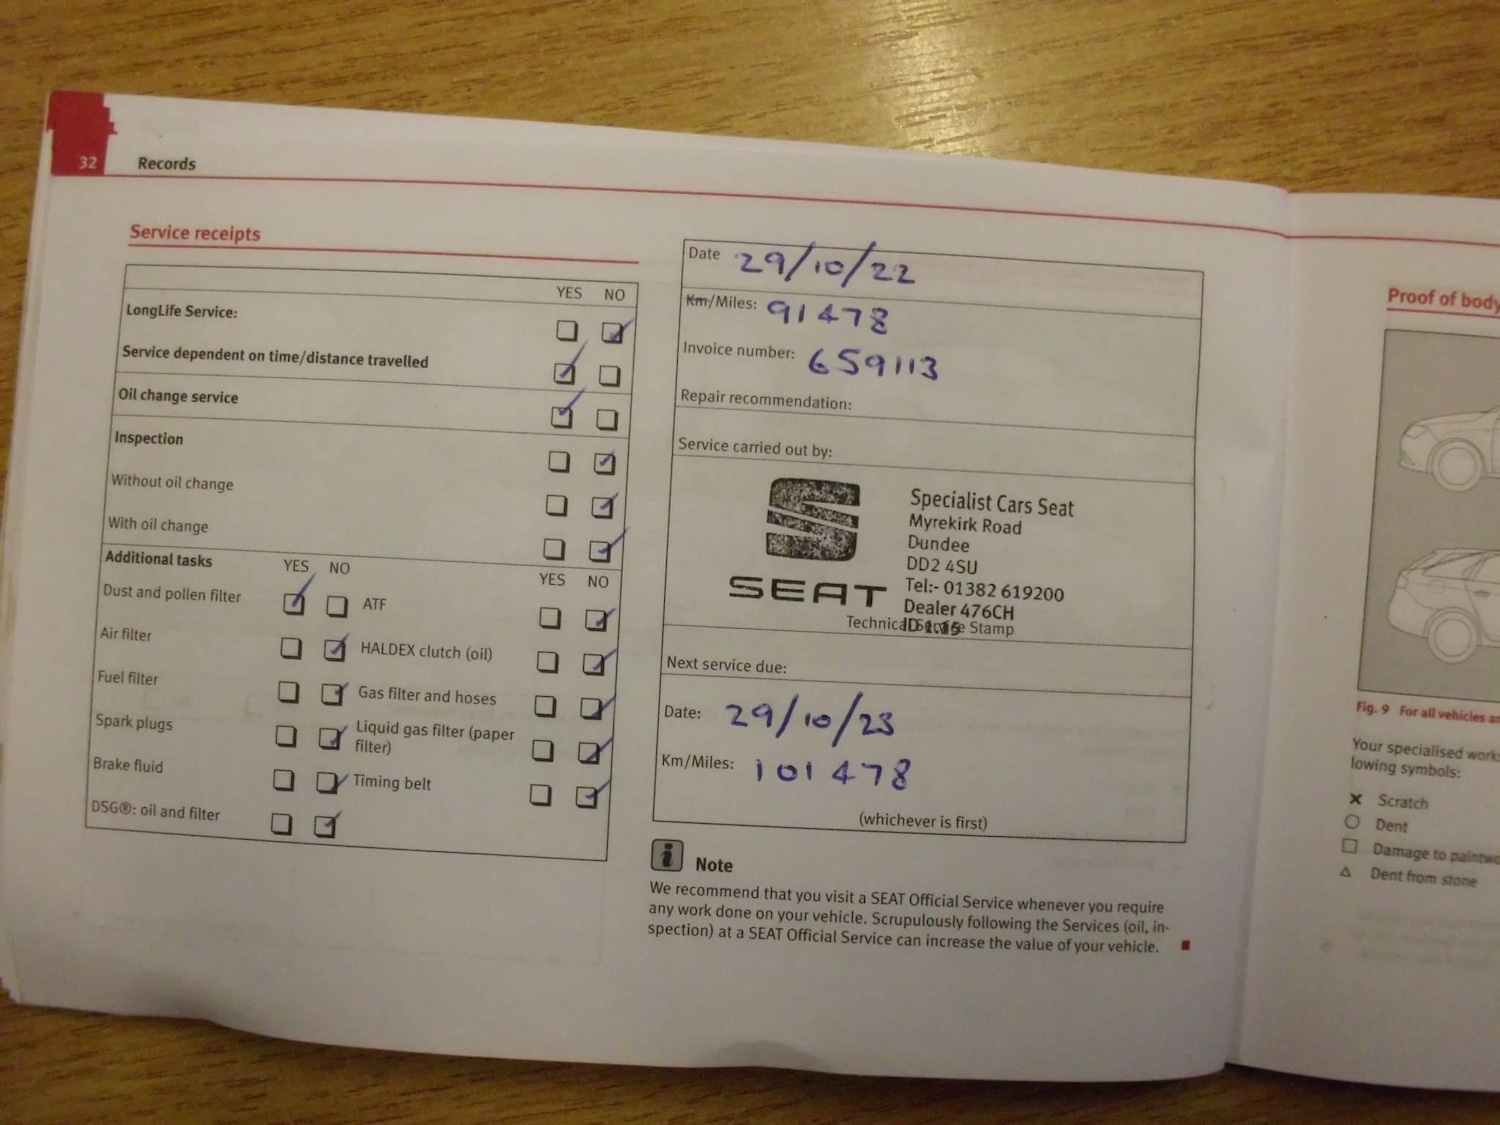 32 Records
Service receipts
YES NO
LongLife Service:
Service dependent on time/distance travelled
Oil change service
Inspection
Without oil change
With oil change
Additional tasks YES NO YES NO
Dust and pollen filter ATF
Air filter HALDEX clutch (oil)
Fuel filter Gas filter and hoses
Spark plugs Liquid gas filter (paper
filter)
Brake fluid Timing belt
DSG®: oil and filter
Date 29/10/22
Km/Miles: 91478
Invoice number: 659113
Repair recommendation:
Service carried out by:
SEAT
Specialist Cars Seat
Myrekirk Road
Dundee
DD2 4SU
Tel:- 01382 619200
Dealer 476CH
Technical Service Stamp
Next service due:
Date: 29/10/23
Km/Miles: 101478
(whichever is first)
i Note
We recommend that you visit a SEAT Official Service whenever you require
any work done on your vehicle. Scrupulously following the Services (oil, in-
spection) at a SEAT Official Service can increase the value of your vehicle.
Proof of body
Fig. 9 For all vehicles
Your specialised
lowing symbols:
Scratch
Dent
Damage to
Dent from stone